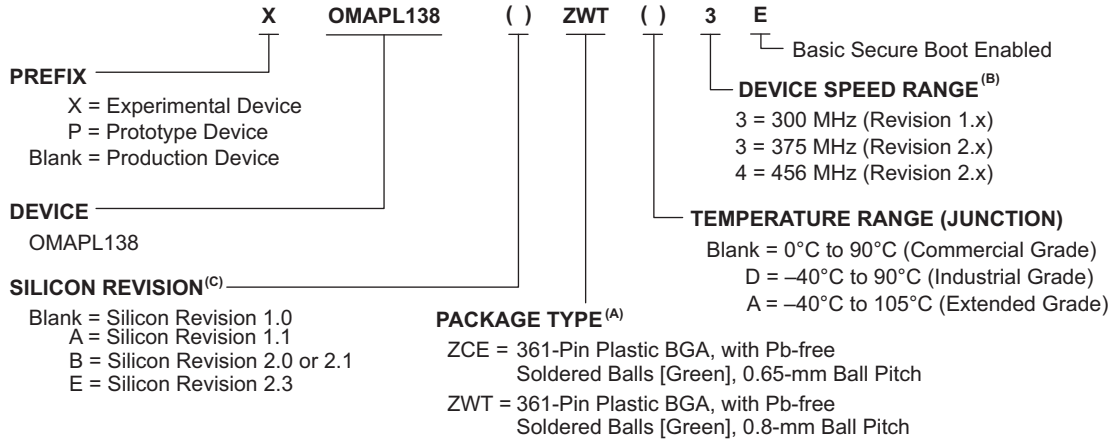 X OMAPL138 ( ) ZWT ( ) 3 E
Basic Secure Boot Enabled
PREFIX
X = Experimental Device
P = Prototype Device
Blank = Production Device
DEVICE SPEED RANGE(B)
3 = 300 MHz (Revision 1.x)
3 = 375 MHz (Revision 2.x)
4 = 456 MHz (Revision 2.x)
DEVICE
OMAPL138
TEMPERATURE RANGE (JUNCTION)
Blank = 0°C to 90°C (Commercial Grade)
D = –40°C to 90°C (Industrial Grade)
A = –40°C to 105°C (Extended Grade)
SILICON REVISION(C)
Blank = Silicon Revision 1.0
A = Silicon Revision 1.1
B = Silicon Revision 2.0 or 2.1
E = Silicon Revision 2.3
PACKAGE TYPE(A)
ZCE = 361-Pin Plastic BGA, with Pb-free
Soldered Balls [Green], 0.65-mm Ball Pitch
ZWT = 361-Pin Plastic BGA, with Pb-free
Soldered Balls [Green], 0.8-mm Ball Pitch